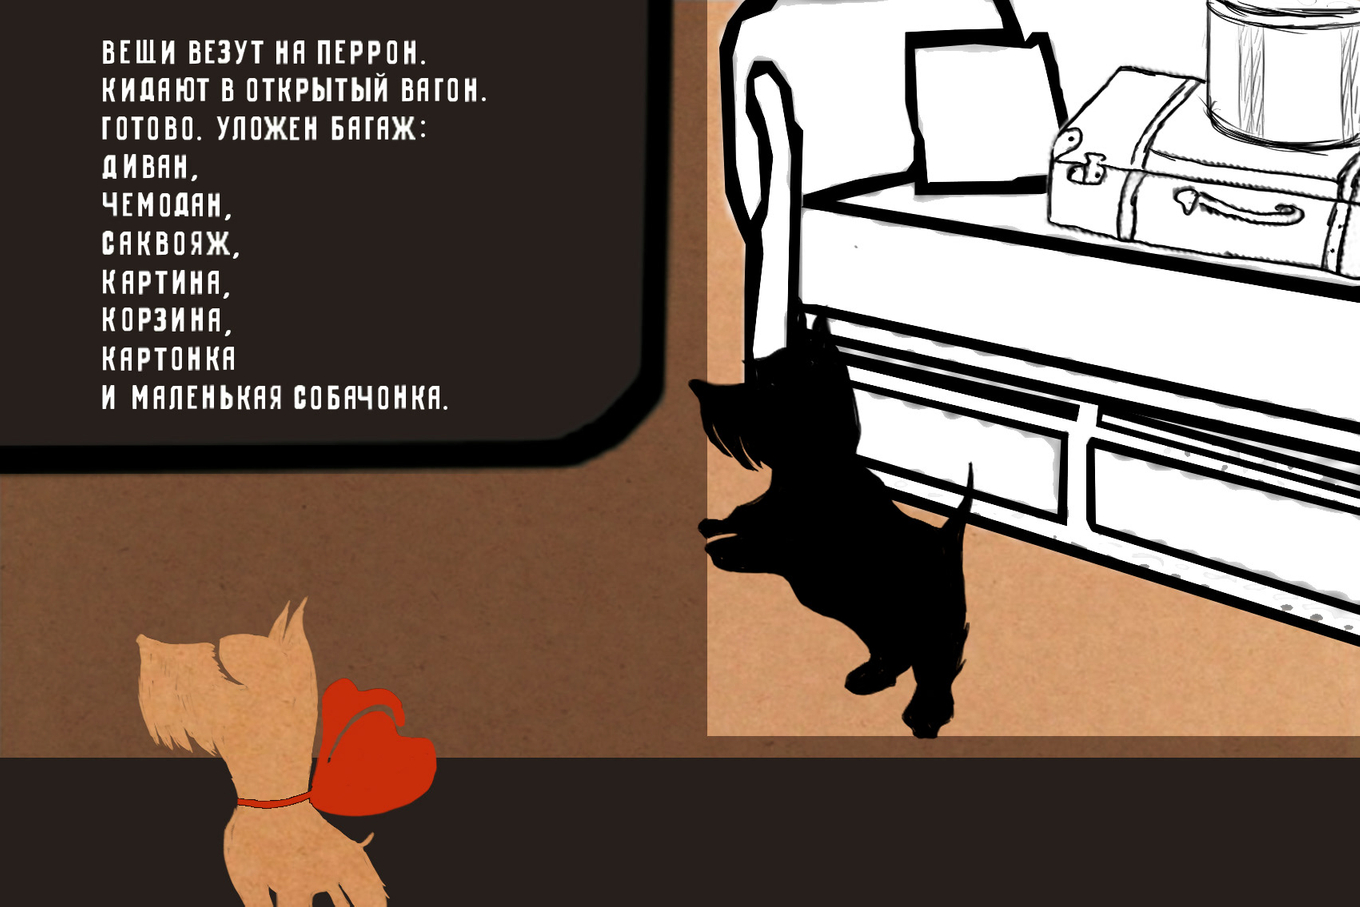 ВЕЩИ ВЕЗУТ НА ПЕРРОН.
КИДАЮТ В ОТКРЫТЫЙ ВАГОН.
ГОТОВО. УЛОЖЕН БАГАЖ:
ДИВАН,
ЧЕМОДАН,
САКВОЯЖ,
КАРТИНА,
КОРЗИНА,
КАРТОНКА
И МАЛЕНЬКАЯ СОБАЧОНКА.